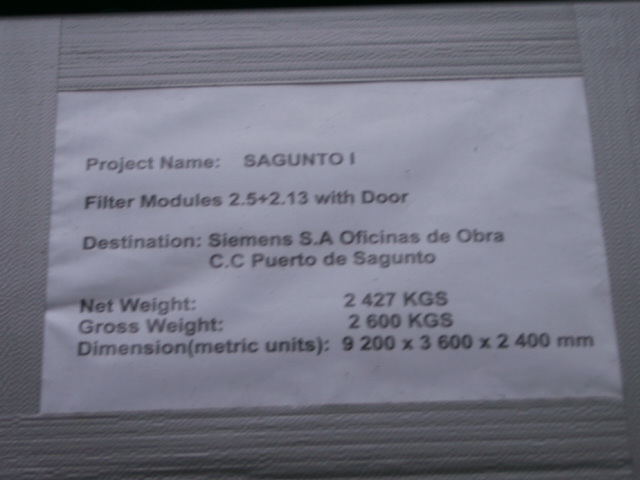 Project Name: SAGUNTO I
Filter Modules 2.5+2.13 with Door
Destination: Siemens S.A Oficinas de Obra
C.C Puerto de Sagunto
Net Weight: 2 427 KGS
Gross Weight: 2 600 KGS
Dimension(metric units): 9 200 x 3 600 x 2 400 mm